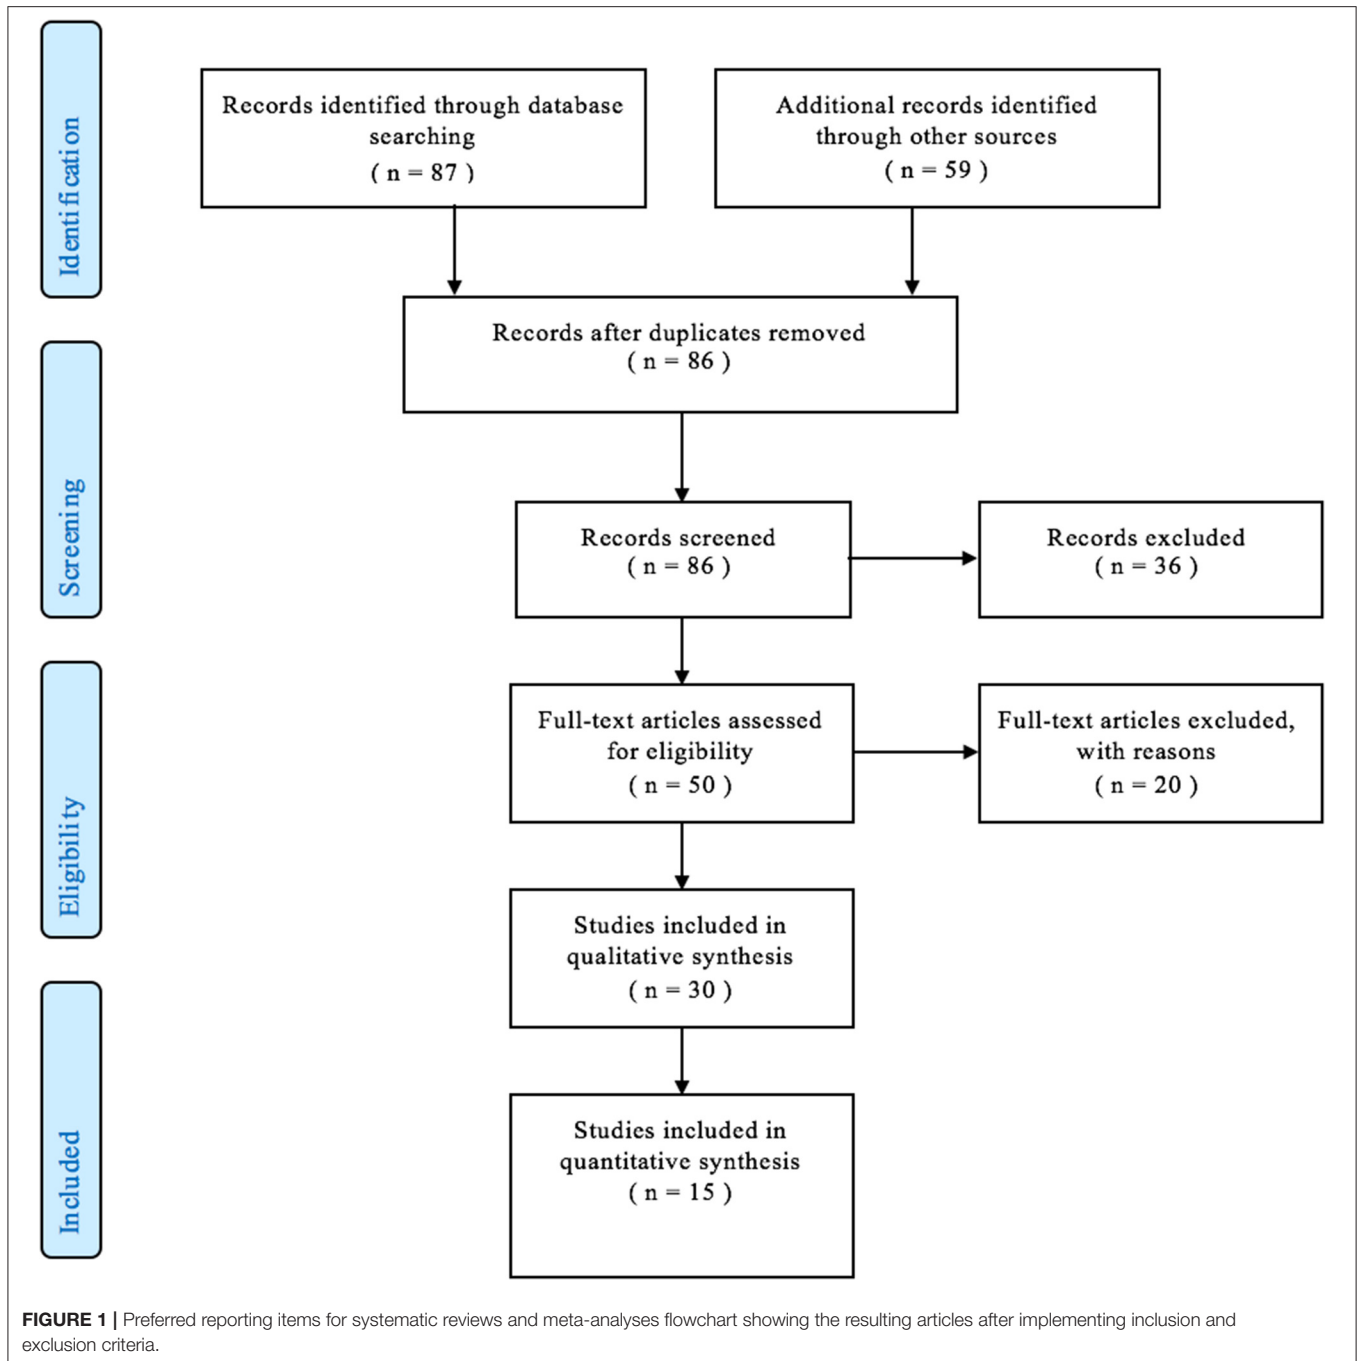 Identification
Records identified through database
searching
( n = 87 )
Additional records identified
through other sources
( n = 59 )
Records after duplicates removed
( n = 86 )
Screening
Records screened
( n = 86 )
Records excluded
( n = 36 )
Eligibility
Full-text articles assessed
for eligibility
( n = 50 )
Full-text articles excluded,
with reasons
( n = 20 )
Studies included in
qualitative synthesis
( n = 30 )
Included
Studies included in
quantitative synthesis
( n = 15 )
FIGURE 1 | Preferred reporting items for systematic reviews and meta-analyses flowchart showing the resulting articles after implementing inclusion and
exclusion criteria.